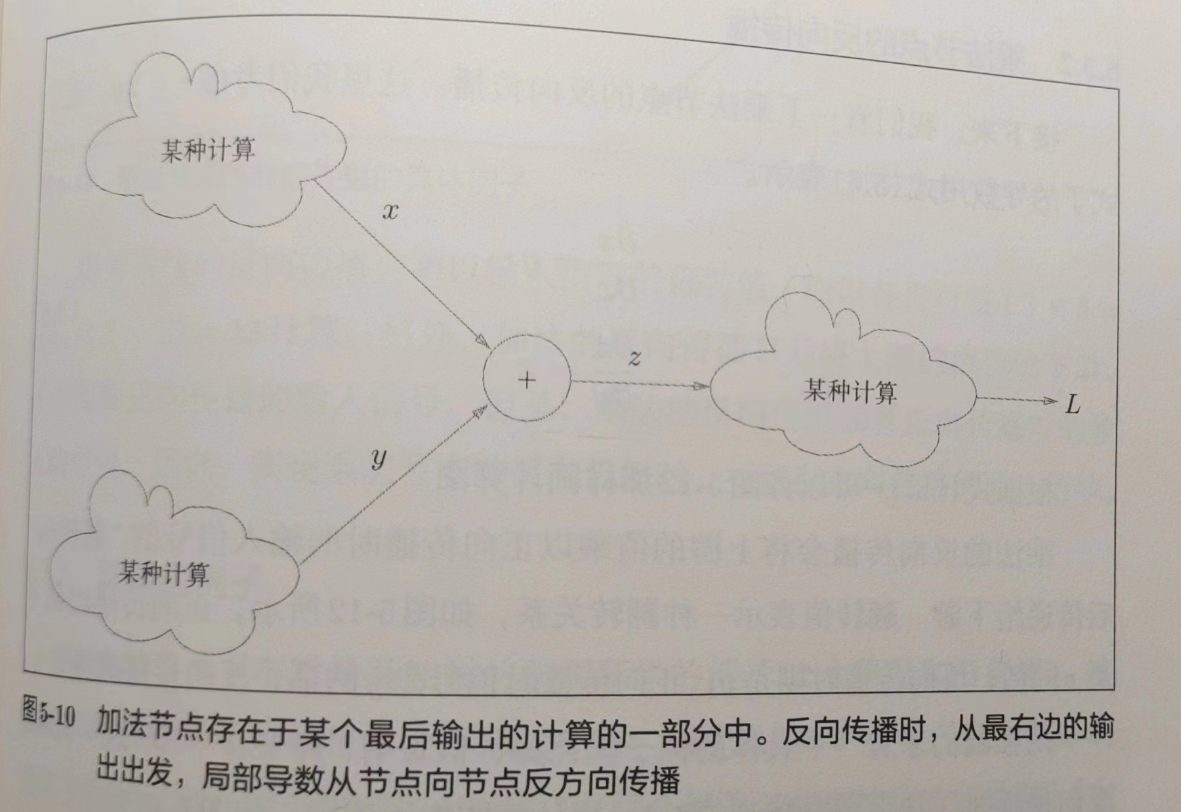 某种计算
x
+
z
某种计算
L
y
某种计算
图5-10 加法节点存在于某个最后输出的计算的一部分中。反向传播时，从最右边的输
出出发，局部导数从节点向节点反方向传播